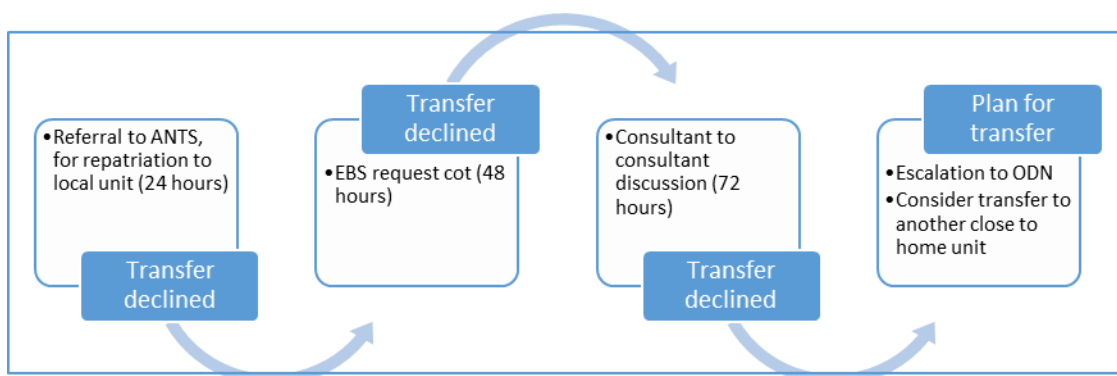 •Referral to ANTS,
for repatriation to
local unit (24 hours)
Transfer
declined
Transfer
declined
•EBS request cot (48
hours)
•Consultant to
consultant
discussion (72
hours)
Transfer
declined
Plan for
transfer
•Escalation to ODN
•Consider transfer to
another close to
home unit